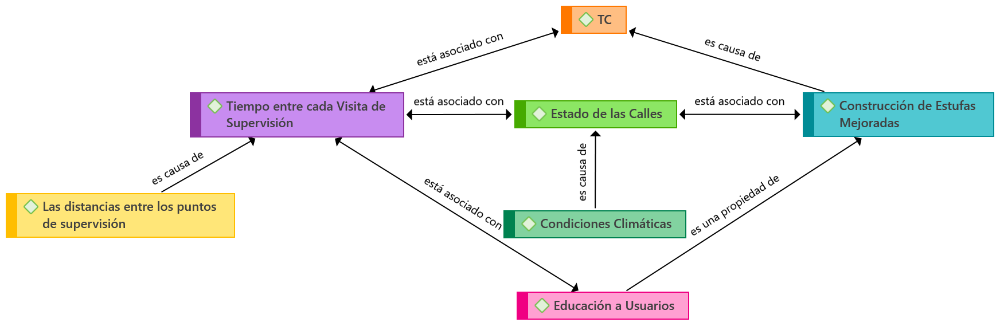 TC
está asociado con
es causa de
Tiempo entre cada Visita de
Supervisión
está asociado con
Estado de las Calles
está asociado con
Construcción de Estufas
Mejoradas
es causa de
es causa de
está asociado con
es una propiedad de
Las distancias entre los puntos
de supervisión
Condiciones Climáticas
Educación a Usuarios